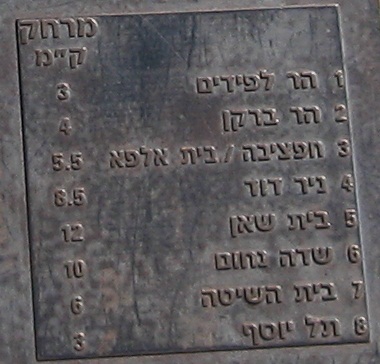 מרחק
ק"מ
1 הר לפידים 3
2 הר ברקן 4
3 חפציבה / בית אלפא 5.5
4 ניר דוד 8.5
5 בית שאן 12
6 שדה נחום 10
7 בית השיטה 6
8 תל יוסף 3